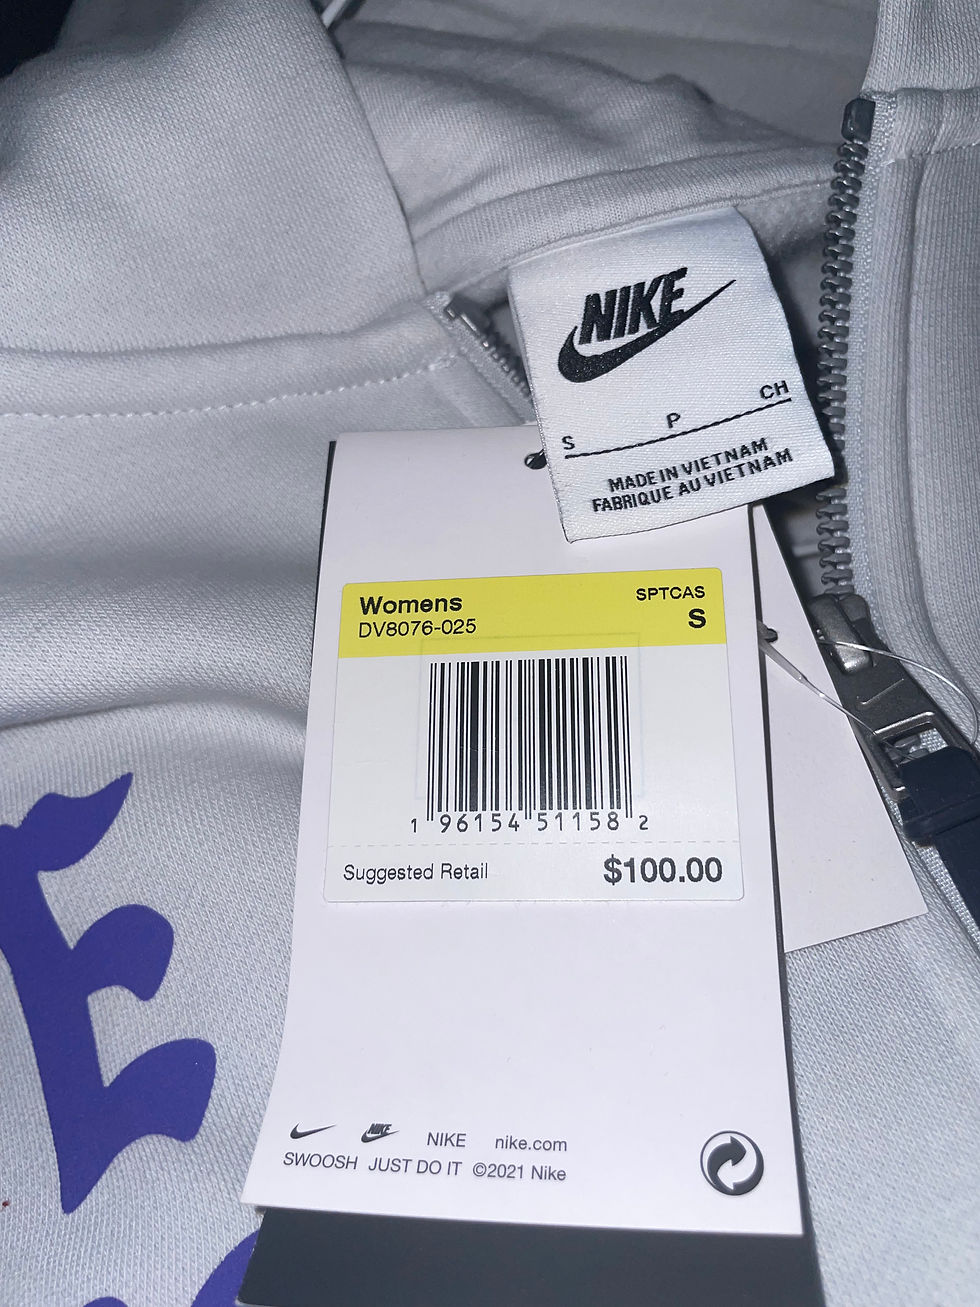 NIKE
S P CH
MADE IN VIETNAM
FABRIQUE AU VIETNAM
Womens SPTCAS
DV8076-025 S
1 96154 51158 2
Suggested Retail $100.00
NIKE NIKE nike.com
SWOOSH JUST DO IT ©2021 Nike